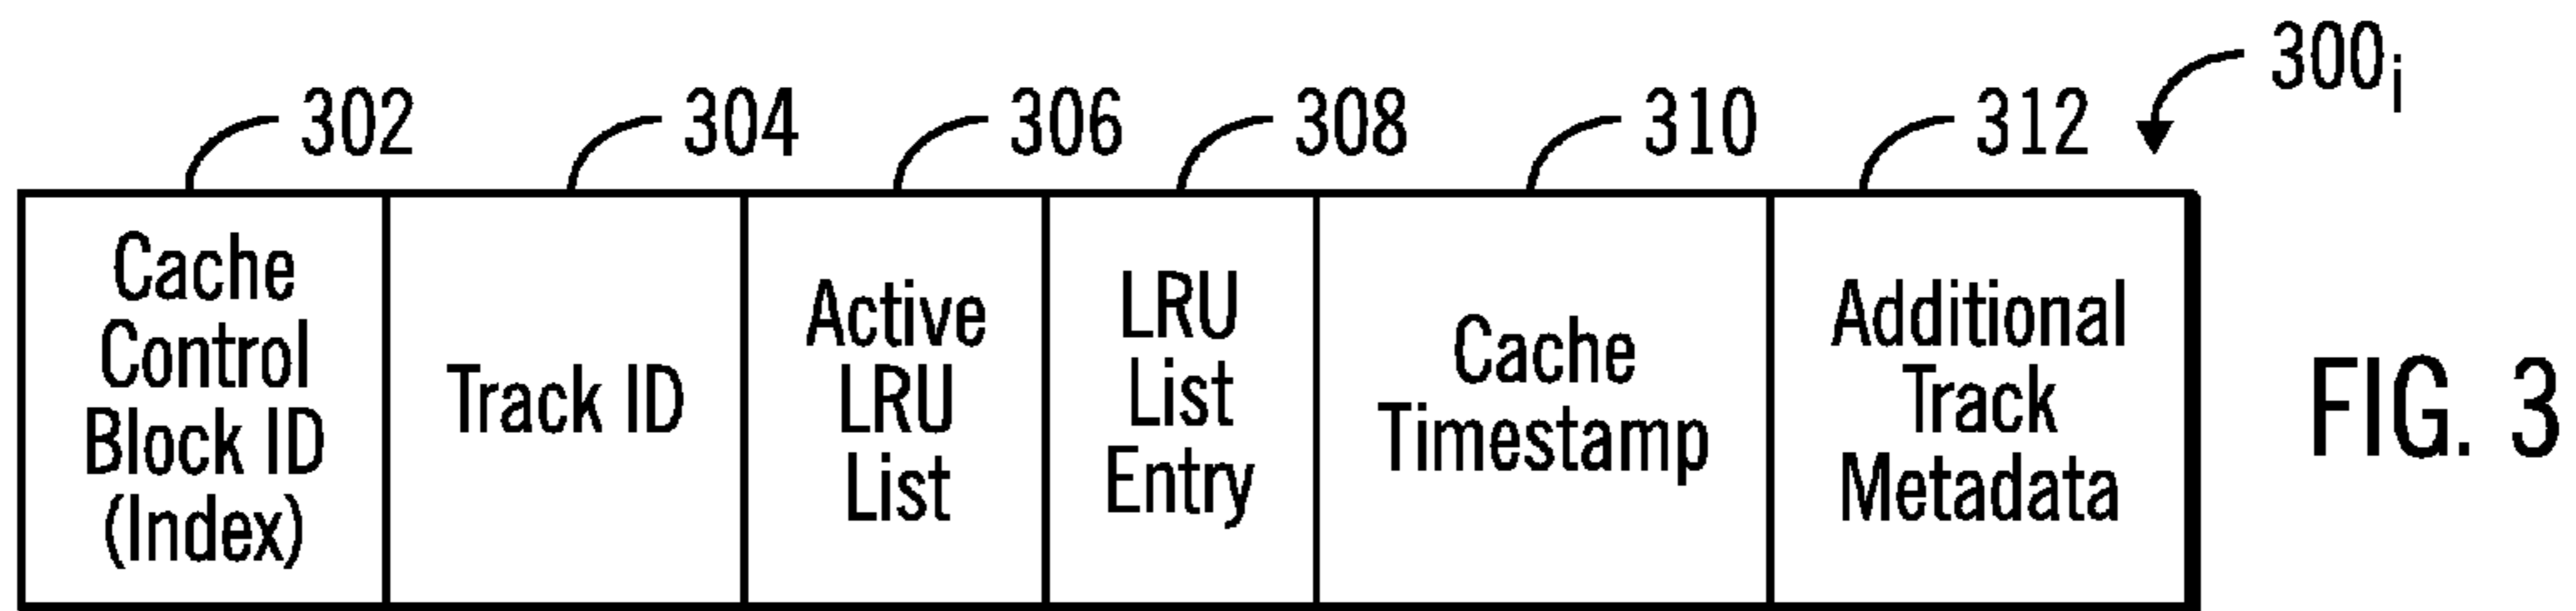 302
304
306
308
310
312
300i
Cache
Control
Block ID
(Index)
Track ID
Active
LRU
List
LRU
List
Entry
Cache
Timestamp
Additional
Track
Metadata
FIG. 3